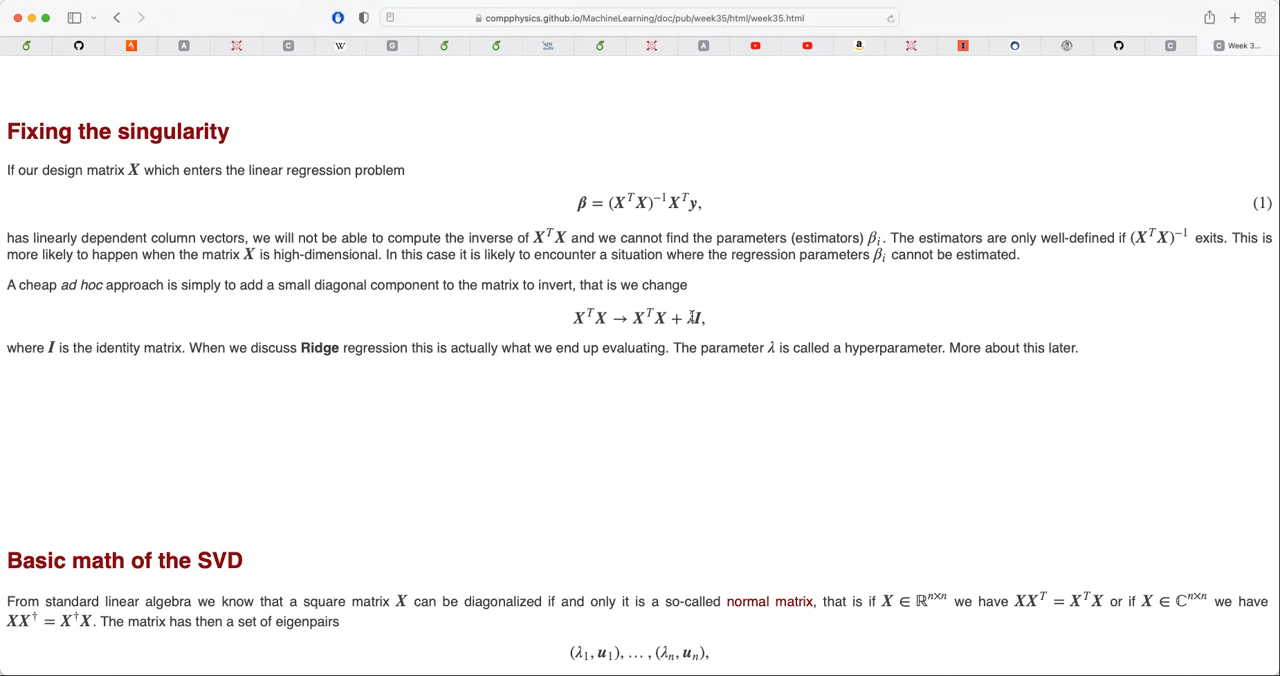 compphysics.github.io/MachineLearning/doc/pub/week35/html/week35.html
Week 3...
Fixing the singularity
If our design matrix X which enters the linear regression problem
β = (XᵀX)⁻¹Xᵀy, (1)
has linearly dependent column vectors, we will not be able to compute the inverse of XᵀX and we cannot find the parameters (estimators) βᵢ. The estimators are only well-defined if (XᵀX)⁻¹ exits. This is
more likely to happen when the matrix X is high-dimensional. In this case it is likely to encounter a situation where the regression parameters βᵢ cannot be estimated.
A cheap ad hoc approach is simply to add a small diagonal component to the matrix to invert, that is we change
XᵀX → XᵀX + λI,
where I is the identity matrix. When we discuss Ridge regression this is actually what we end up evaluating. The parameter λ is called a hyperparameter. More about this later.
Basic math of the SVD
From standard linear algebra we know that a square matrix X can be diagonalized if and only it is a so-called normal matrix, that is if X ∈ ℝⁿˣⁿ we have XXᵀ = XᵀX or if X ∈ ℂⁿˣⁿ we have
XX† = X†X. The matrix has then a set of eigenpairs
(λ₁, u₁), … , (λₙ, uₙ),